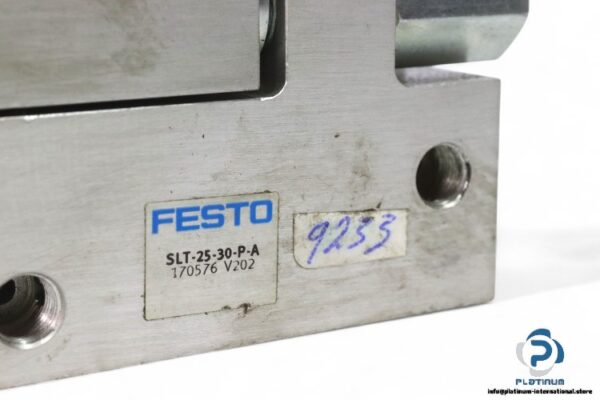 FESTO
SLT-25-30-P-A
170576 V202
9233
PLATINUM
info@platinum-international.store